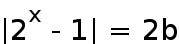 |2^x - 1| = 2b